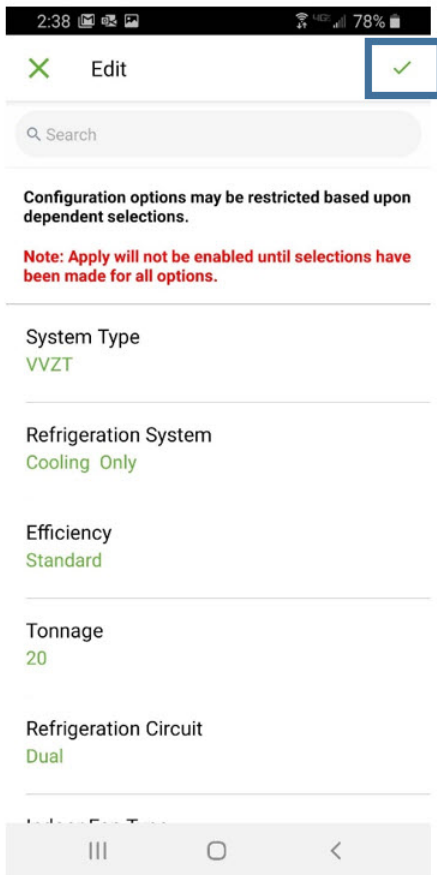 2:38 4G 78%
Edit
Search
Configuration options may be restricted based upon
dependent selections.
Note: Apply will not be enabled until selections have
been made for all options.
System Type
VVZT
Refrigeration System
Cooling Only
Efficiency
Standard
Tonnage
20
Refrigeration Circuit
Dual